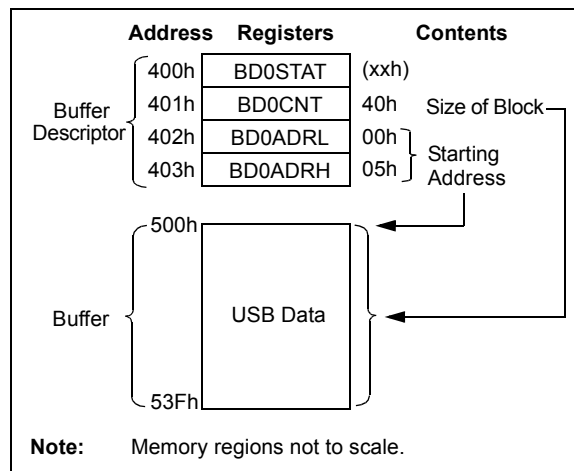 Address Registers Contents
400h BD0STAT (xxh)
401h BD0CNT 40h Size of Block
Buffer
Descriptor
402h BD0ADRL 00h
403h BD0ADRH 05h
Starting
Address
500h
Buffer
USB Data
53Fh
Note: Memory regions not to scale.